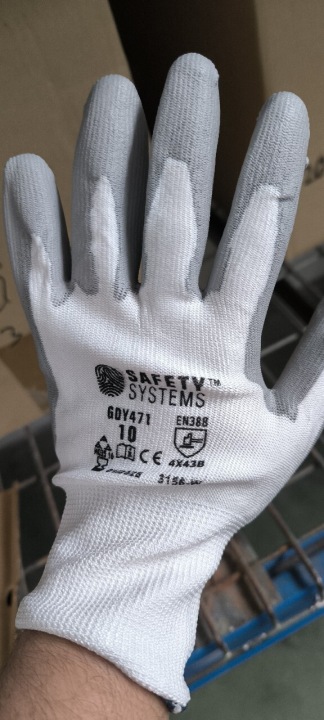 SAFETY™
SYSTEMS
GDY471
10
EN388
CE
4X43B